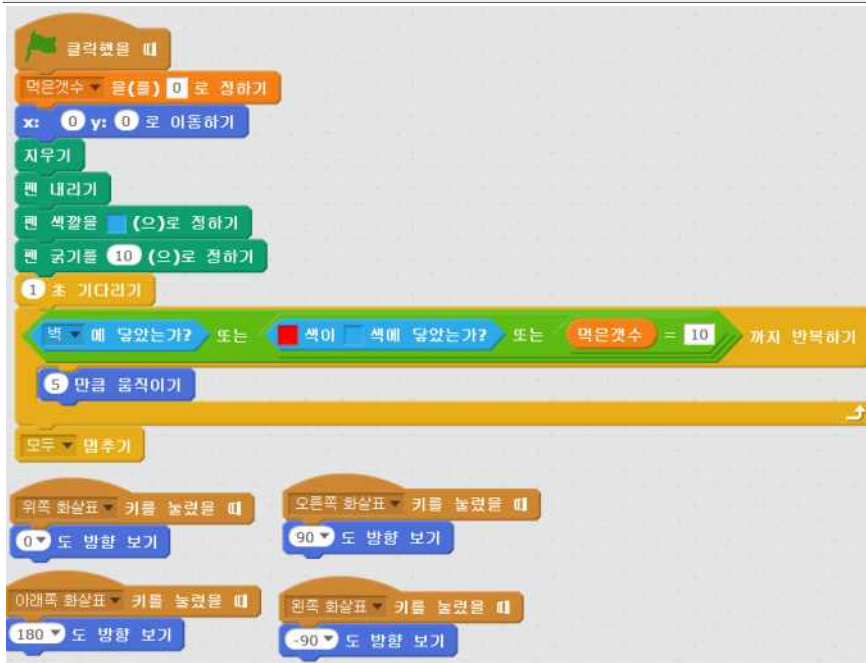 클릭했을 때
먹은갯수 을(를) 0 로 정하기
x: 0 y: 0 로 이동하기
지우기
펜 내리기
펜 색깔을 (으)로 정하기
펜 굵기를 10 (으)로 정하기
1 초 기다리기
벽 에 닿았는가? 또는 색이 색에 닿았는가? 또는 먹은갯수 = 10 까지 반복하기
5 만큼 움직이기
모두 멈추기
위쪽 화살표 키를 눌렀을 때
0 도 방향 보기
오른쪽 화살표 키를 눌렀을 때
90 도 방향 보기
아래쪽 화살표 키를 눌렀을 때
180 도 방향 보기
왼쪽 화살표 키를 눌렀을 때
-90 도 방향 보기